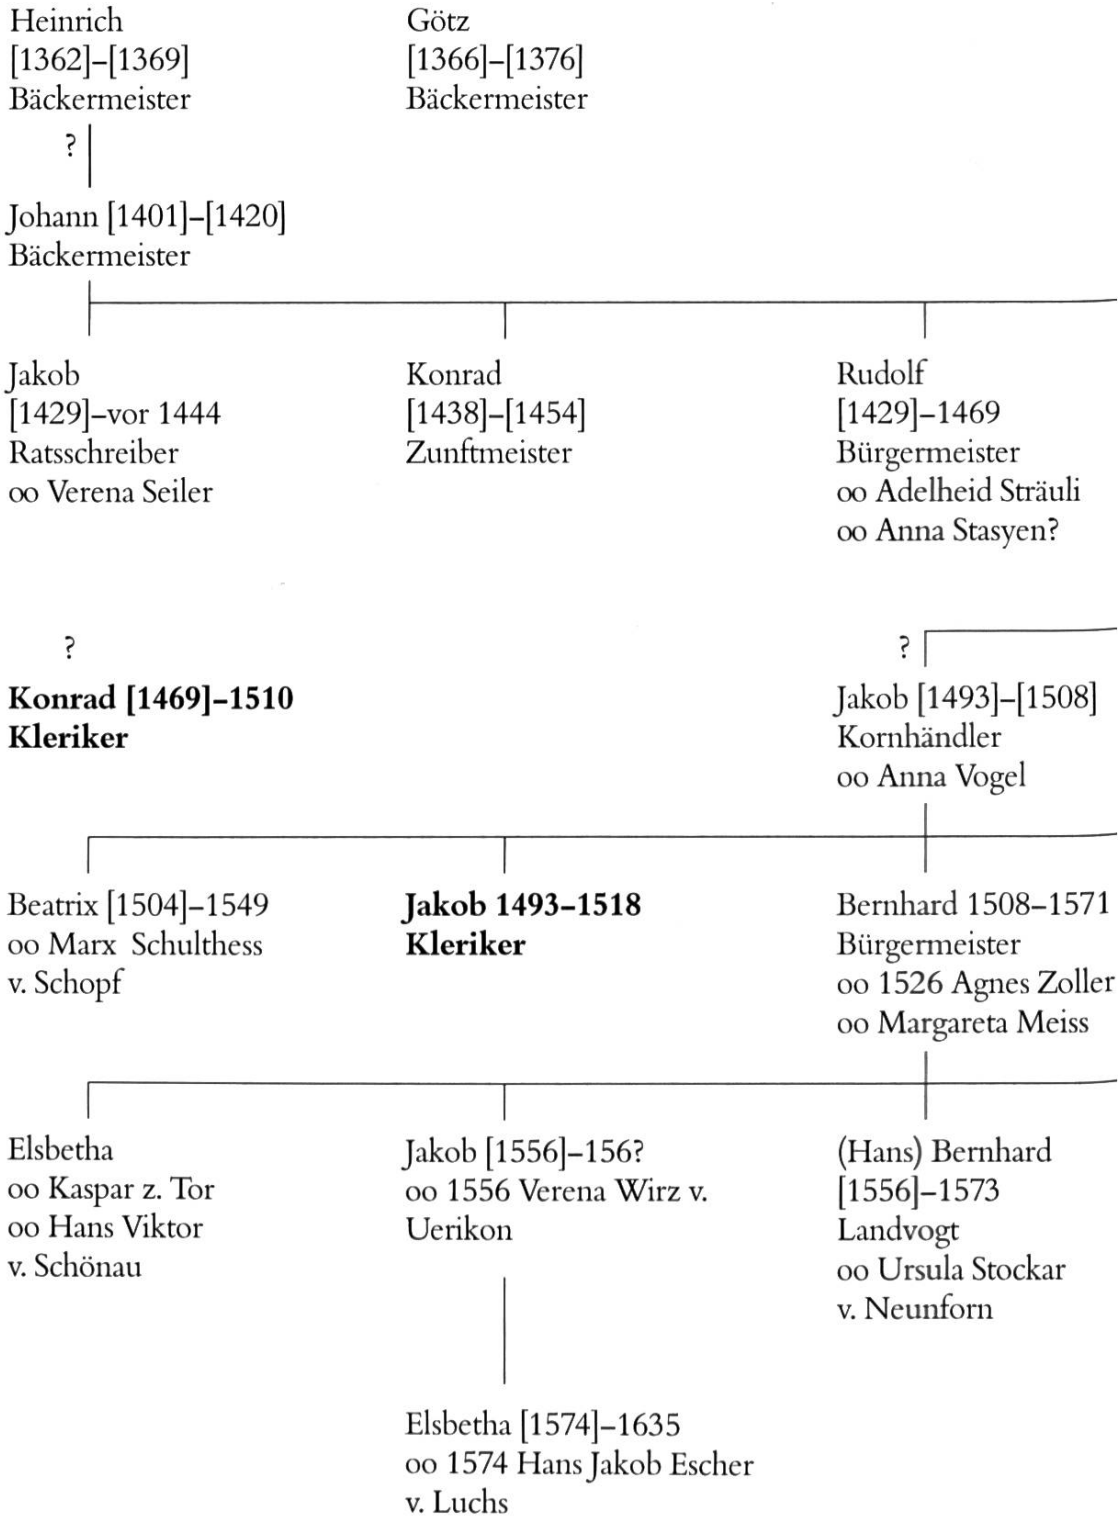 Heinrich
[1362]–[1369]
Bäckermeister
Götz
[1366]–[1376]
Bäckermeister
?
Johann [1401]–[1420]
Bäckermeister
Jakob
[1429]–vor 1444
Ratsschreiber
oo Verena Seiler
Konrad
[1438]–[1454]
Zunftmeister
Rudolf
[1429]–1469
Bürgermeister
oo Adelheid Sträuli
oo Anna Stasyen?
?
Konrad [1469]–1510
Kleriker
?
Jakob [1493]–[1508]
Kornhändler
oo Anna Vogel
Beatrix [1504]–1549
oo Marx Schulthess
v. Schopf
Jakob 1493–1518
Kleriker
Bernhard 1508–1571
Bürgermeister
oo 1526 Agnes Zoller
oo Margareta Meiss
Elsbetha
oo Kaspar z. Tor
oo Hans Viktor
v. Schönau
Jakob [1556]–156?
oo 1556 Verena Wirz v.
Uerikon
(Hans) Bernhard
[1556]–1573
Landvogt
oo Ursula Stockar
v. Neunforn
Elsbetha [1574]–1635
oo 1574 Hans Jakob Escher
v. Luchs